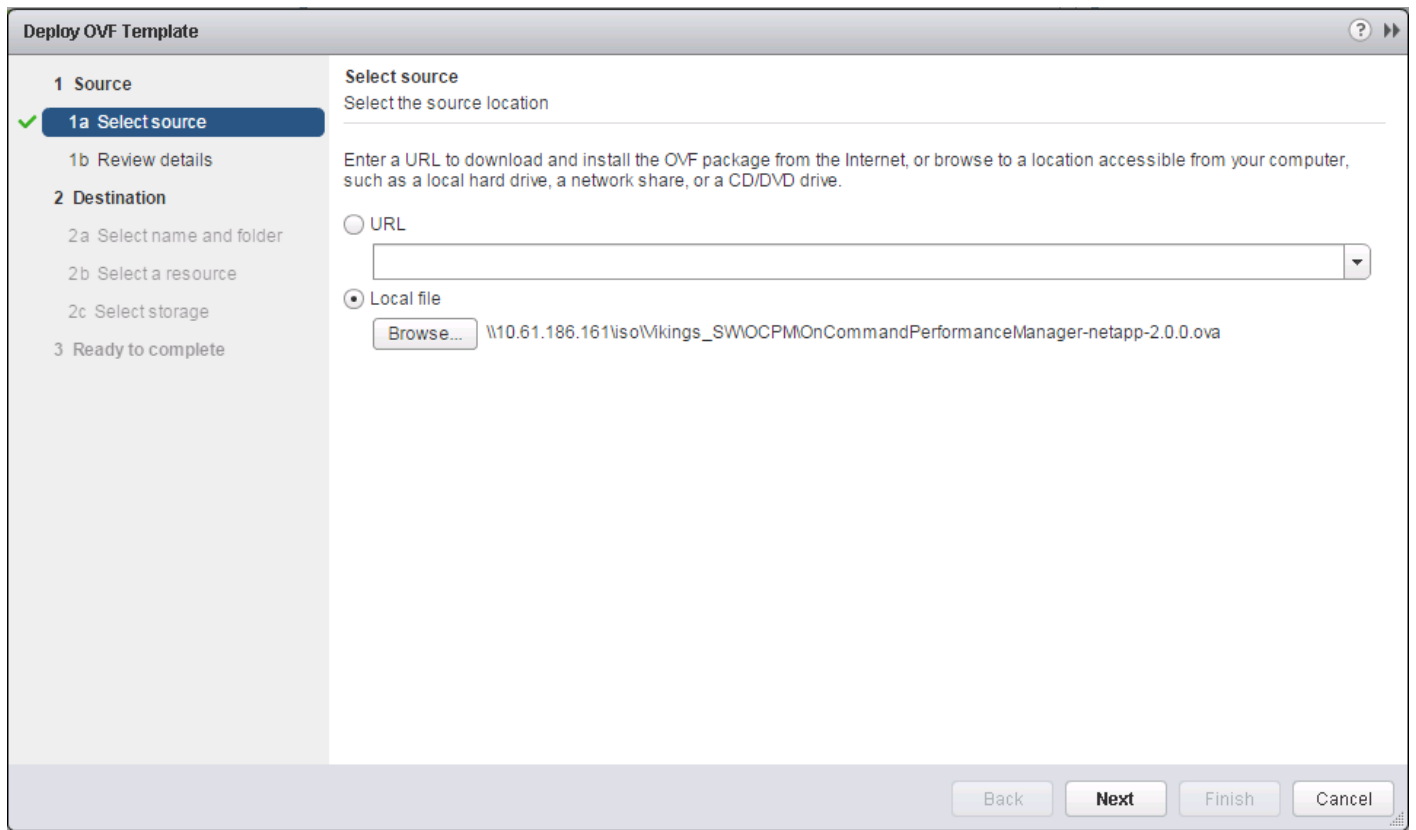 Deploy OVF Template
?
1 Source
1a Select source
1b Review details
2 Destination
2a Select name and folder
2b Select a resource
2c Select storage
3 Ready to complete
Select source
Select the source location
Enter a URL to download and install the OVF package from the Internet, or browse to a location accessible from your computer,
such as a local hard drive, a network share, or a CD/DVD drive.
URL
Local file
Browse... \\10.61.186.161\iso\Vikings_SW\OCPM\OnCommandPerformanceManager-netapp-2.0.0.ova
Back Next Finish Cancel